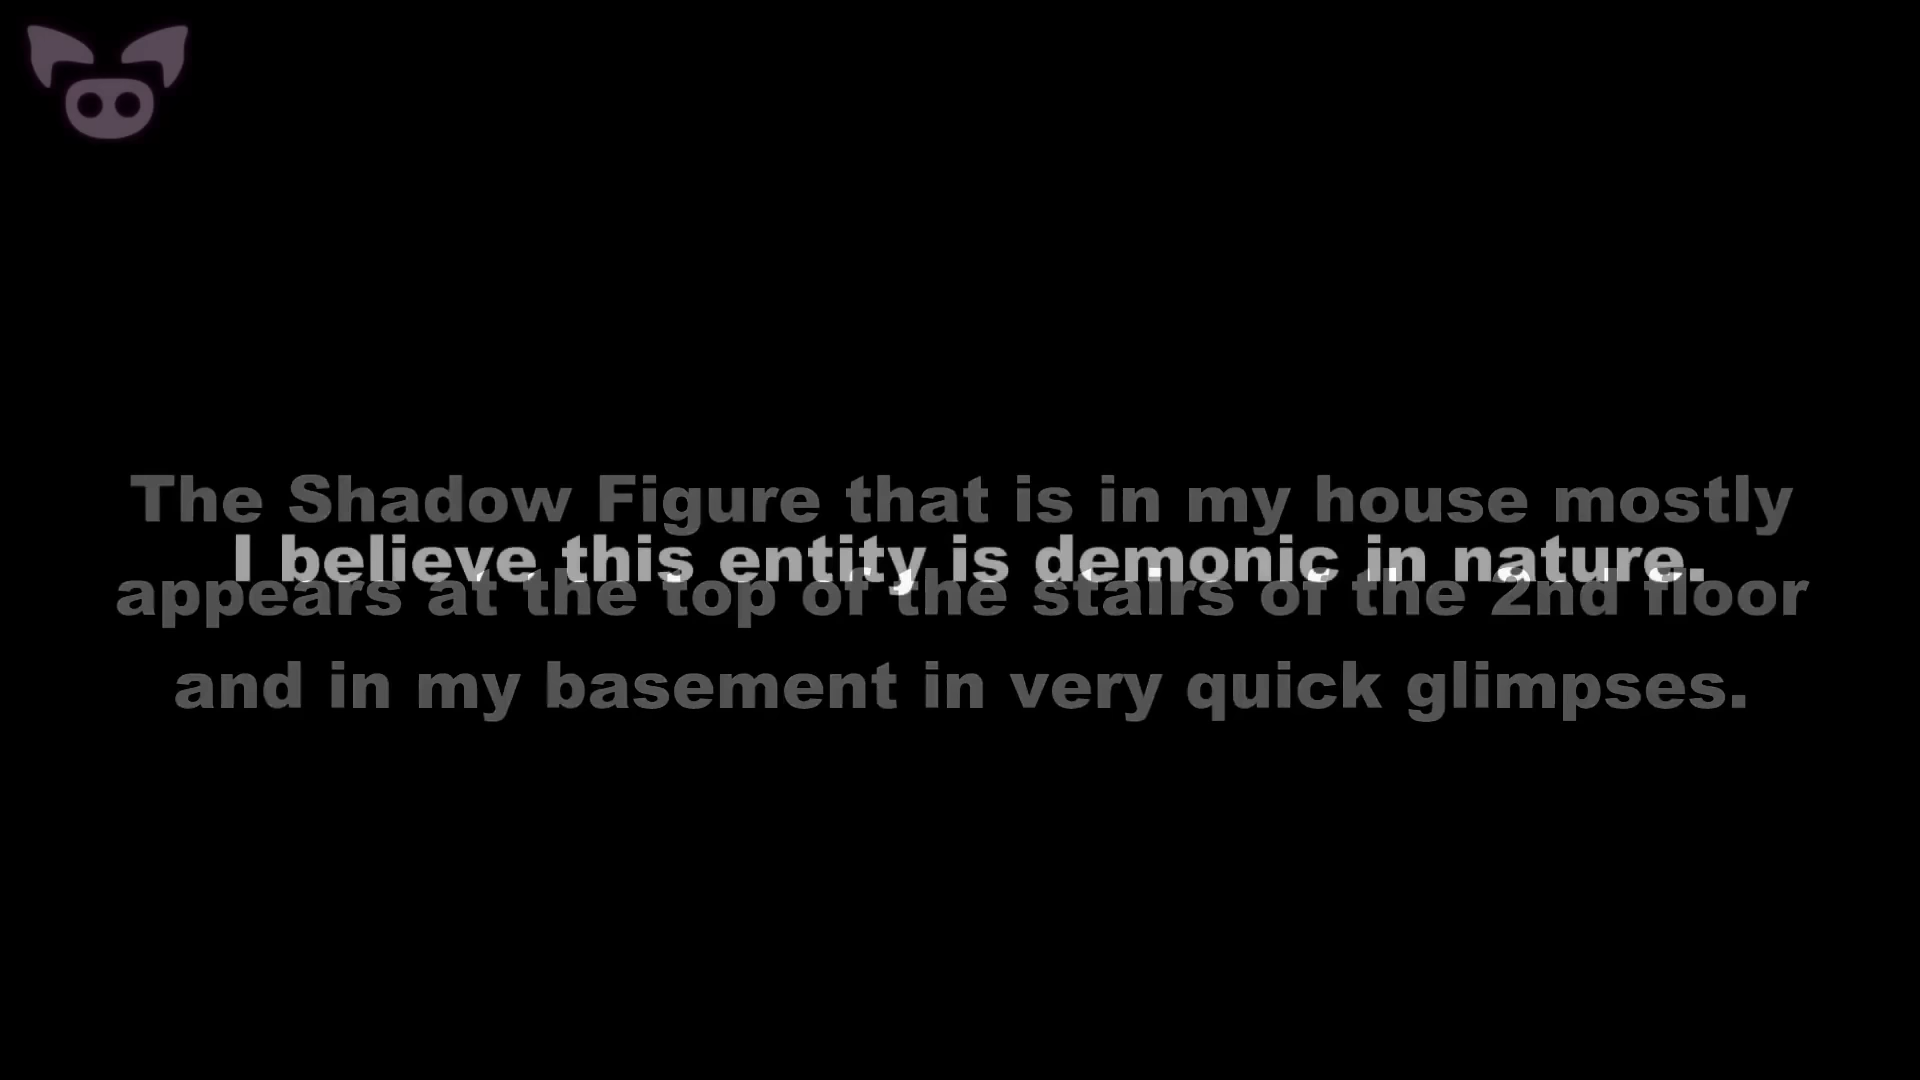 The Shadow Figure that is in my house mostly
I believe this entity is demonic in nature.
appears at the top of the stairs of the 2nd floor
and in my basement in very quick glimpses.